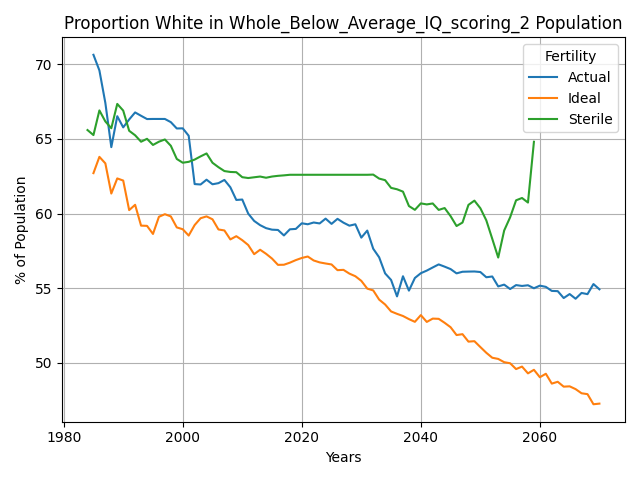 Proportion White in Whole_Below_Average_IQ_scoring_2 Population
Fertility
Actual
Ideal
Sterile
% of Population
70
65
60
55
50
1980
2000
2020
2040
2060
Years